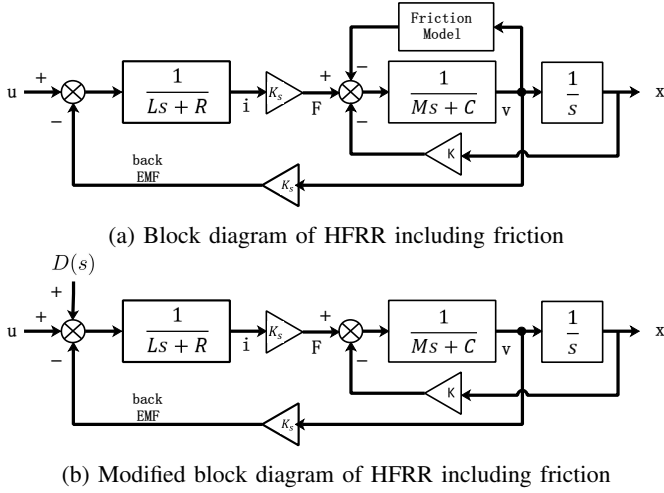 Friction
Model
u
+
−
1
Ls + R
i
K_s
+
F
−
−
1
Ms + C
v
1
s
x
K
back
EMF
K_s
(a) Block diagram of HFRR including friction
D(s)
+
u
+
−
1
Ls + R
i
K_s
+
F
−
1
Ms + C
v
1
s
x
K
back
EMF
K_s
(b) Modified block diagram of HFRR including friction